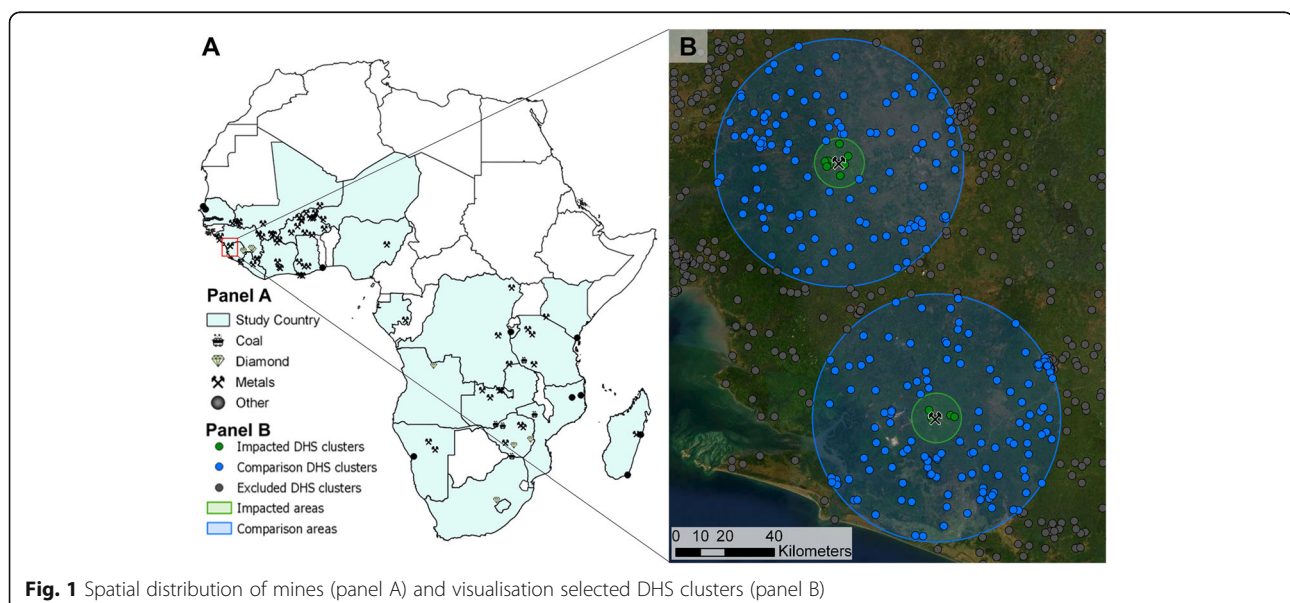 A
B
Panel A
Study Country
Coal
Diamond
Metals
Other
Panel B
Impacted DHS clusters
Comparison DHS clusters
Excluded DHS clusters
Impacted areas
Comparison areas
0 10 20 40
Kilometers
Fig. 1 Spatial distribution of mines (panel A) and visualisation selected DHS clusters (panel B)